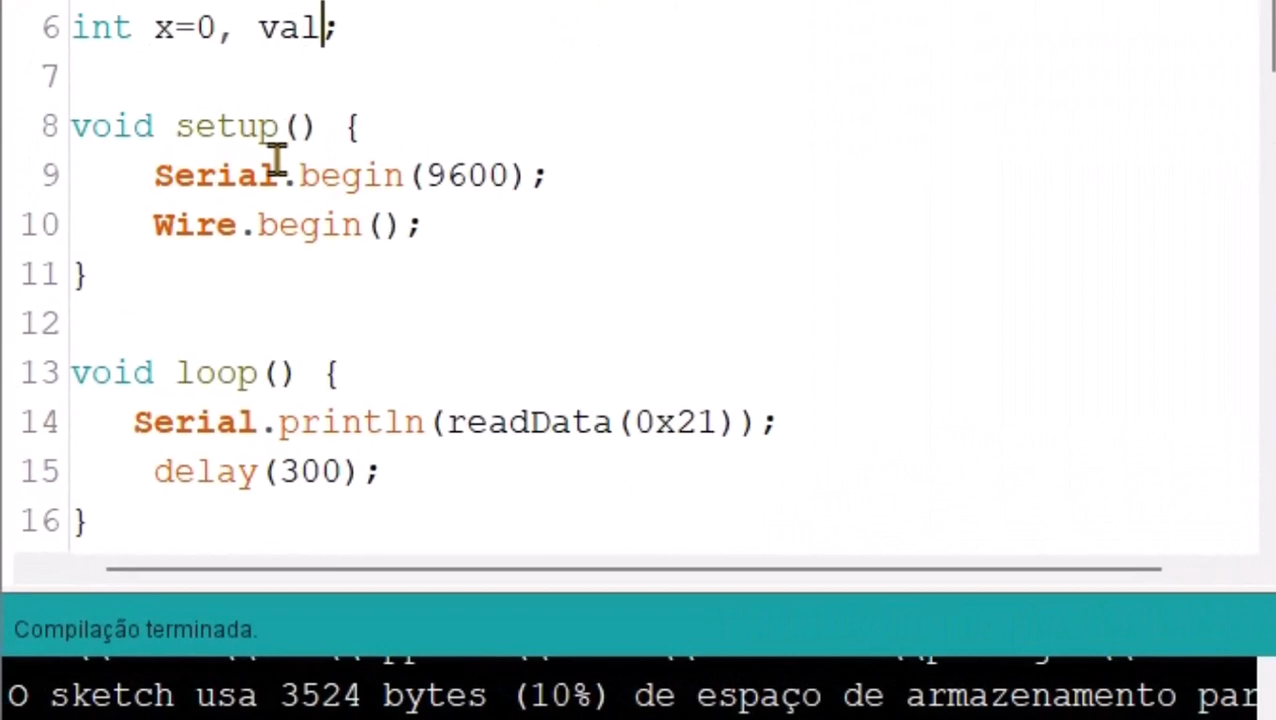 6 int x=0, val;
7
8 void setup() {
9 Serial.begin(9600);
10 Wire.begin();
11 }
12
13 void loop() {
14 Serial.println(readData(0x21));
15 delay(300);
16 }
Compilação terminada.
O sketch usa 3524 bytes (10%) de espaço de armazenamento par